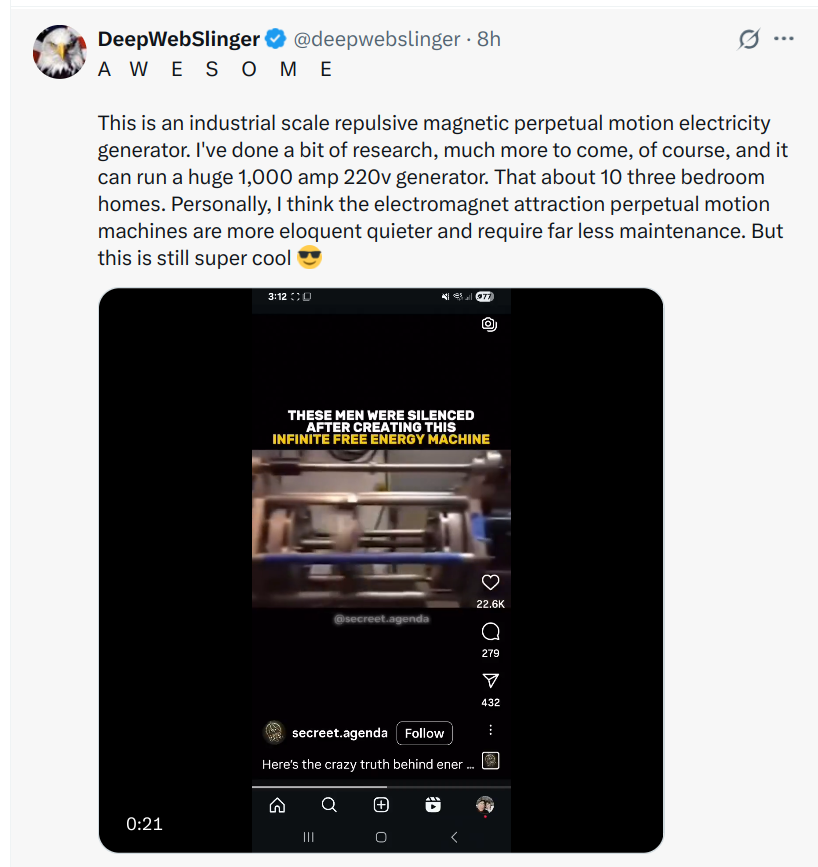 DeepWebSlinger @deepwebslinger · 8h
A W E S O M E
This is an industrial scale repulsive magnetic perpetual motion electricity
generator. I've done a bit of research, much more to come, of course, and it
can run a huge 1,000 amp 220v generator. That about 10 three bedroom
homes. Personally, I think the electromagnet attraction perpetual motion
machines are more eloquent quieter and require far less maintenance. But
this is still super cool 😎
3:12
77
THESE MEN WERE SILENCED
AFTER CREATING THIS
INFINITE FREE ENERGY MACHINE
22.6K
@secreet.agenda
279
432
secreet.agenda Follow
Here's the crazy truth behind ener ...
0:21